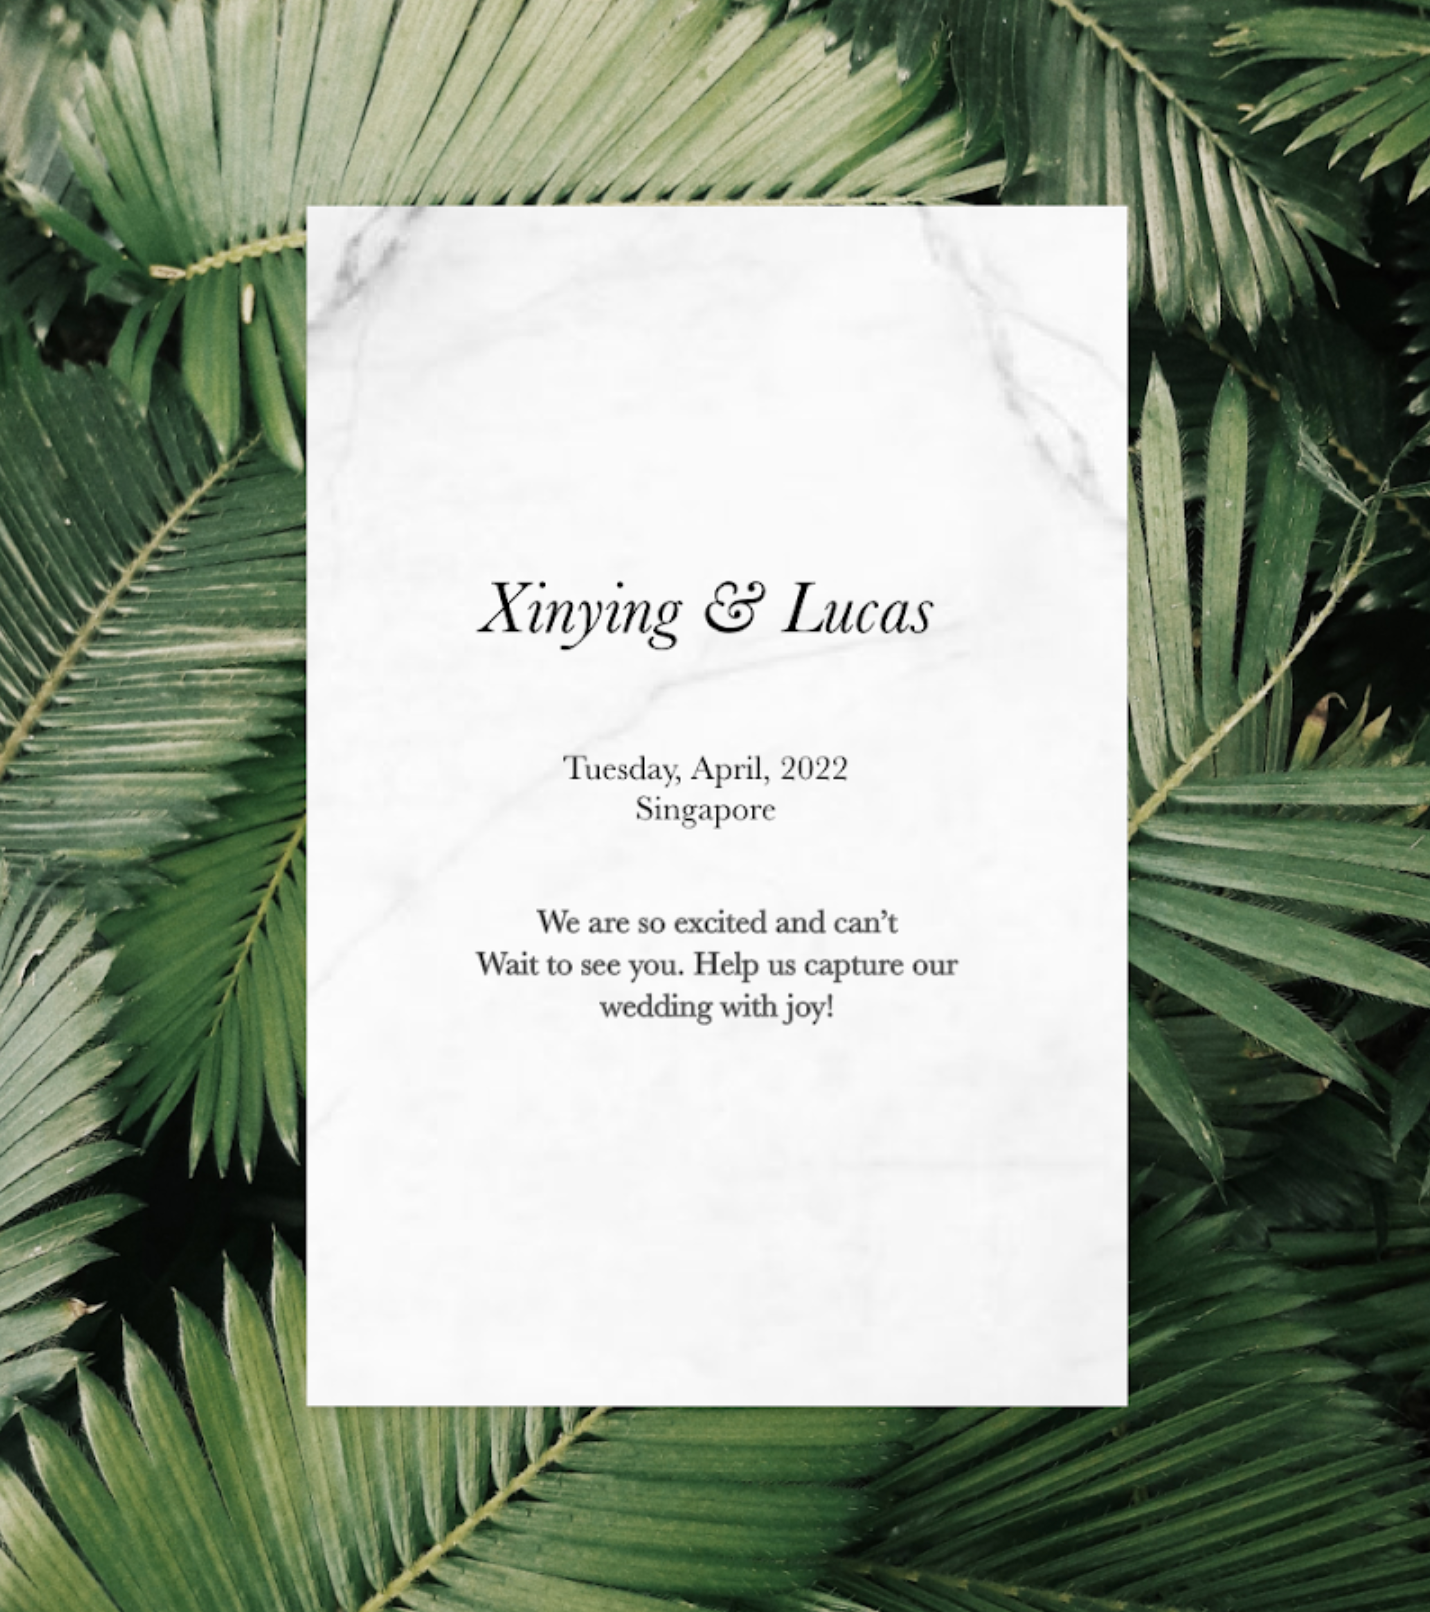 Xinying & Lucas
Tuesday, April, 2022
Singapore
We are so excited and can’t
Wait to see you. Help us capture our
wedding with joy!